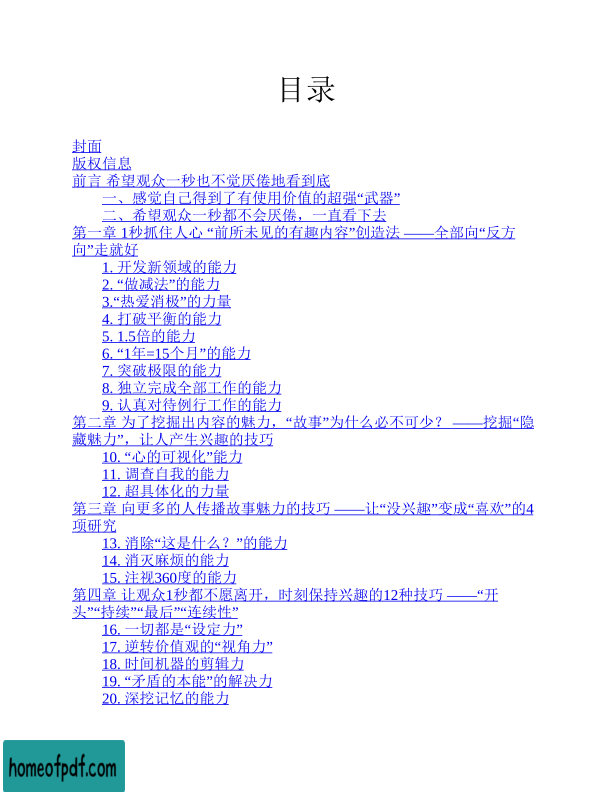 目录
封面
版权信息
前言 希望观众一秒也不觉厌倦地看到底
一、感觉自己得到了有使用价值的超强“武器”
二、希望观众一秒都不会厌倦，一直看下去
第一章 1秒抓住人心 “前所未见的有趣内容”创造法 ——全部向“反方
向”走就好
1. 开发新领域的能力
2. “做减法”的能力
3.“热爱消极”的力量
4. 打破平衡的能力
5. 1.5倍的能力
6. “1年=15个月”的能力
7. 突破极限的能力
8. 独立完成全部工作的能力
9. 认真对待例行工作的能力
第二章 为了挖掘出内容的魅力，“故事”为什么必不可少？ ——挖掘“隐
藏魅力”，让人产生兴趣的技巧
10. “心的可视化”能力
11. 调查自我的能力
12. 超具体化的力量
第三章 向更多的人传播故事魅力的技巧 ——让“没兴趣”变成“喜欢”的4
项研究
13. 消除“这是什么？”的能力
14. 消灭麻烦的能力
15. 注视360度的能力
第四章 让观众1秒都不愿离开，时刻保持兴趣的12种技巧 ——“开
头”“持续”“最后”“连续性”
16. 一切都是“设定力”
17. 逆转价值观的“视角力”
18. 时间机器的剪辑力
19. “矛盾的本能”的解决力
20. 深挖记忆的能力
homeofpdf.com